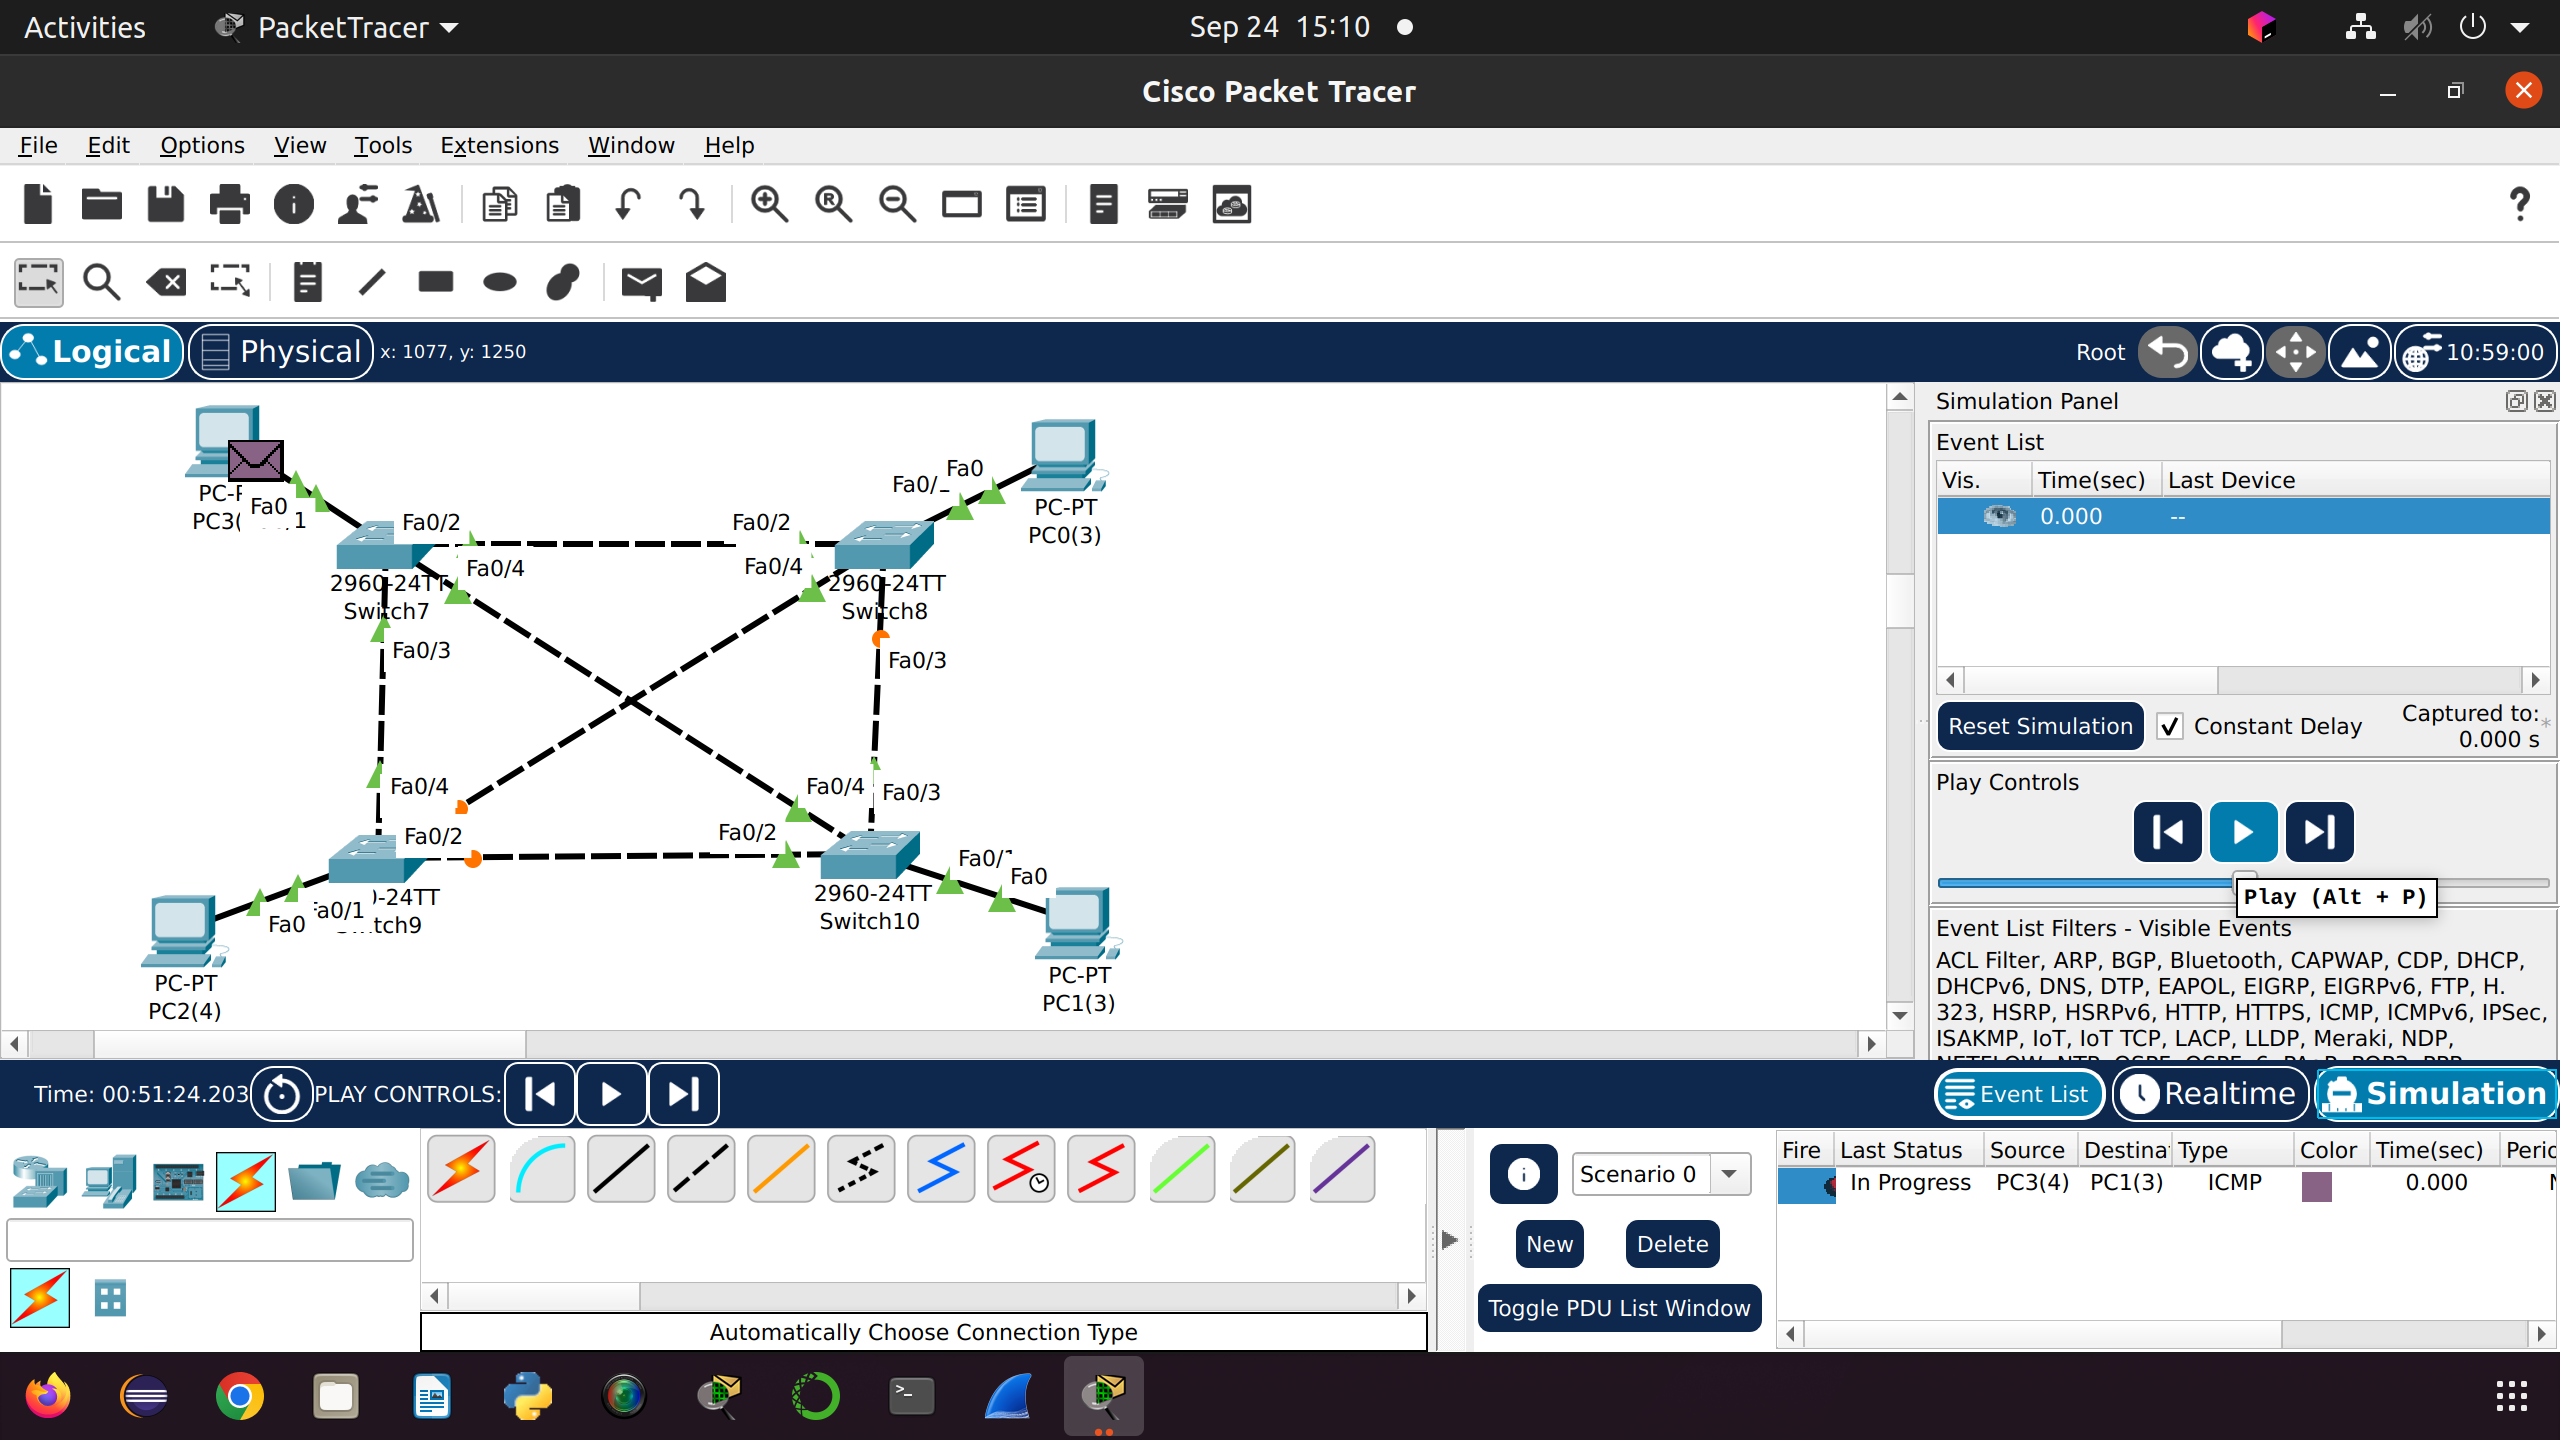 Activities
PacketTracer
Sep 24 15:10
Cisco Packet Tracer
File Edit Options View Tools Extensions Window Help
Logical
Physical
x: 1077, y: 1250
Root
10:59:00
Fa0
Fa0/2
Fa0/4
2960-24TT
Switch7
Fa0/3
Fa0/2
Fa0/4
Fa0
2960-24TT
Switch8
Fa0/3
PC-PT
PC0(3)
Fa0/4
Fa0/2
Fa0
Fa0/1
PC-PT
PC2(4)
Fa0/4
Fa0/3
Fa0/2
2960-24TT
Switch10
Fa0
PC-PT
PC1(3)
Simulation Panel
Event List
Vis. Time(sec) Last Device
0.000 --
Reset Simulation
Constant Delay
Captured to:
0.000 s
Play Controls
Play (Alt + P)
Event List Filters - Visible Events
ACL Filter, ARP, BGP, Bluetooth, CAPWAP, CDP, DHCP,
DHCPv6, DNS, DTP, EAPOL, EIGRP, EIGRPv6, FTP, H.
323, HSRP, HSRPv6, HTTP, HTTPS, ICMP, ICMPv6, IPSec,
ISAKMP, IoT, IoT TCP, LACP, LLDP, Meraki, NDP,
Time: 00:51:24.203
PLAY CONTROLS:
Event List
Realtime
Simulation
Automatically Choose Connection Type
Scenario 0
New
Delete
Toggle PDU List Window
Fire Last Status Source Destina Type Color Time(sec) Peric
In Progress PC3(4) PC1(3) ICMP 0.000